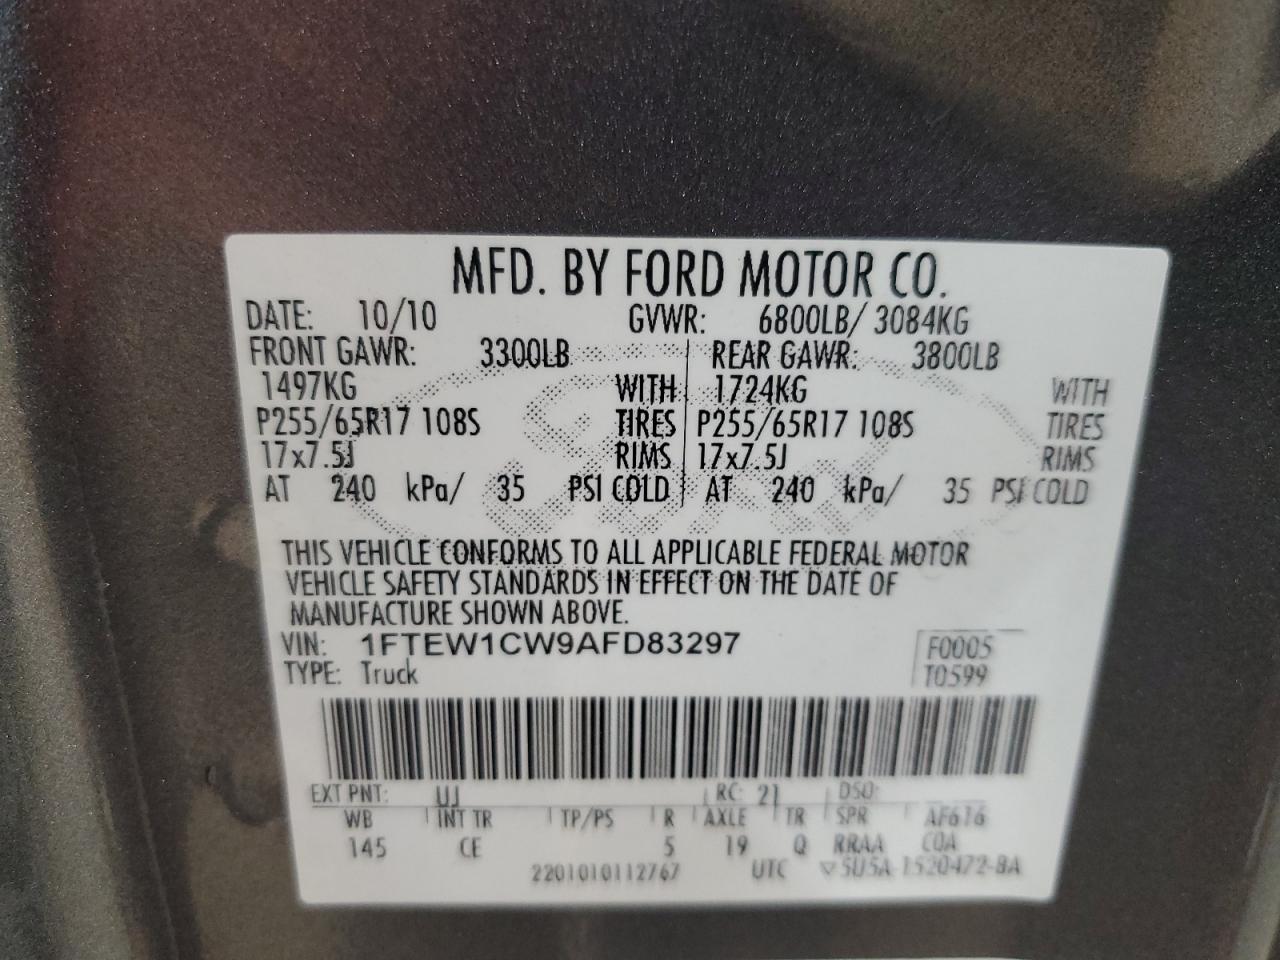 MFD. BY FORD MOTOR CO.
DATE: 10/10 GVWR: 6800LB/ 3084KG
FRONT GAWR: 3300LB REAR GAWR: 3800LB
1497KG WITH 1724KG WITH
P255/65R17 108S TIRES P255/65R17 108S TIRES
17x7.5J RIMS 17x7.5J RIMS
AT 240 kPa/ 35 PSI COLD AT 240 kPa/ 35 PSI COLD
THIS VEHICLE CONFORMS TO ALL APPLICABLE FEDERAL MOTOR
VEHICLE SAFETY STANDARDS IN EFFECT ON THE DATE OF
MANUFACTURE SHOWN ABOVE.
VIN: 1FTEW1CW9AFD83297 F0005
TYPE: Truck T0599
EXT PNT: UJ RC: 21 DSO:
WB INT TR TP/PS R AXLE TR SPR AF616
145 CE 5 19 Q RRAA COA
2201010112767 UTC ▽5U5A-1520472-BA